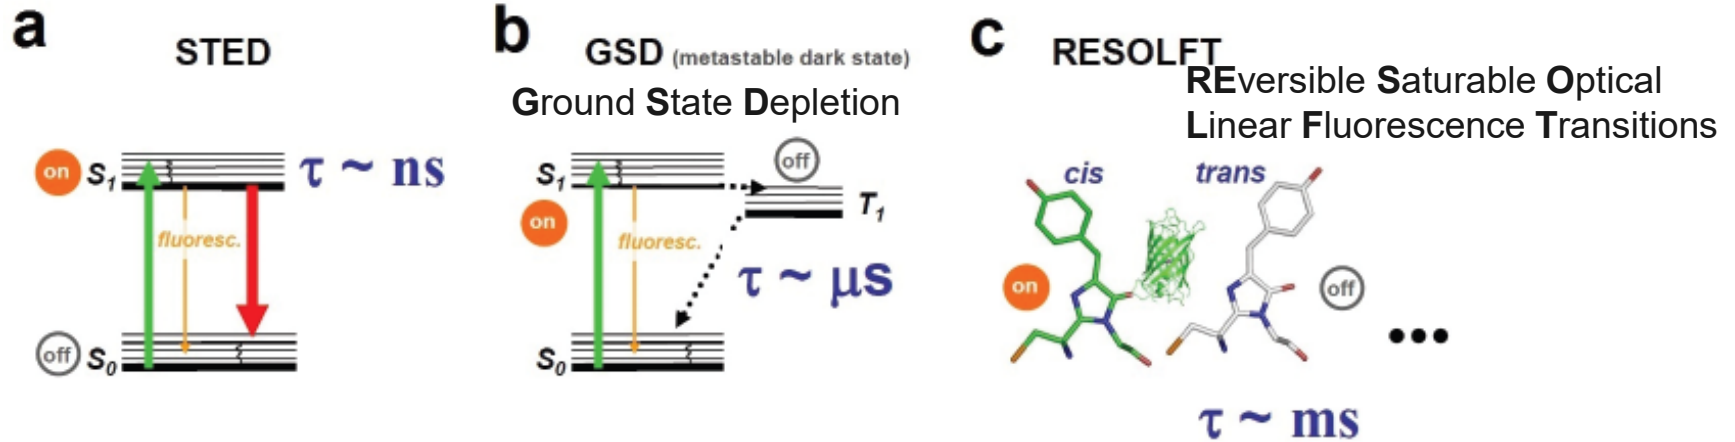 a
STED
on
S1
τ ~ ns
fluoresc.
off
S0
b
GSD (metastable dark state)
Ground State Depletion
off
S1
T1
on
fluoresc.
τ ~ μs
S0
c
RESOLFT
REversible Saturable Optical
Linear Fluorescence Transitions
cis
trans
on
off
•••
τ ~ ms